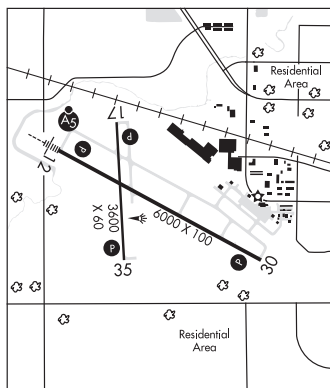 Residential
Area
A5
17
P
P
12
3600
X 60
6000 X 100
P
35
P
30
Residential
Area